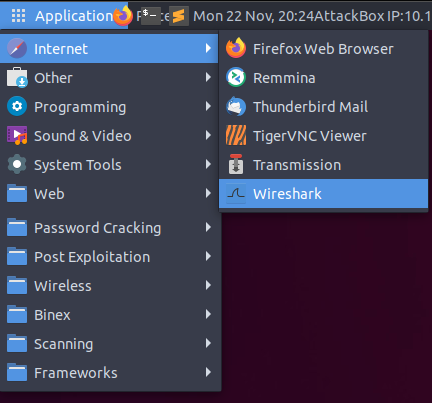 Application Mon 22 Nov, 20:24AttackBox IP:10.1
Internet
Other
Programming
Sound & Video
System Tools
Web
Password Cracking
Post Exploitation
Wireless
Binex
Scanning
Frameworks
Firefox Web Browser
Remmina
Thunderbird Mail
TigerVNC Viewer
Transmission
Wireshark